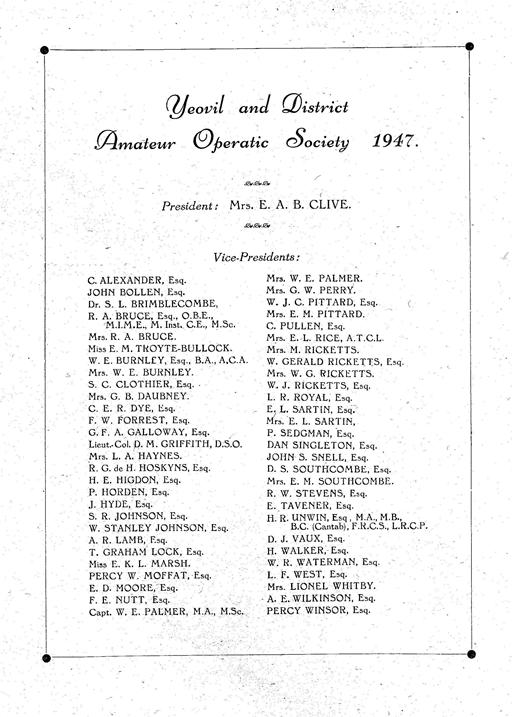 Yeovil and District
Amateur Operatic Society 1947.
President: Mrs. E. A. B. CLIVE.
Vice-Presidents:
C. ALEXANDER, Esq.
JOHN BOLLEN, Esq.
Dr. S. L. BRIMBLECOMBE,
R. A. BRUCE, Esq., O.B.E.,
M.I.M.E., M. Inst. C.E., M.Sc.
Mrs. R. A. BRUCE.
Miss E. M. TROYTE-BULLOCK.
W. E. BURNLEY, Esq., B.A., A.C.A.
Mrs. W. E. BURNLEY.
S. C. CLOTHIER, Esq.
Mrs. G. B. DAUBNEY.
C. E. R. DYE, Esq.
F. W. FORREST, Esq.
G. F. A. GALLOWAY, Esq.
Lieut.-Col. D. M. GRIFFITH, D.S.O.
Mrs. L. A. HAYNES.
R. G. de H. HOSKYNS, Esq.
H. E. HIGDON, Esq.
P. HORDEN, Esq.
J. HYDE, Esq.
S. R. JOHNSON, Esq.
W. STANLEY JOHNSON, Esq.
A. R. LAMB, Esq.
T. GRAHAM LOCK, Esq.
Miss E. K. L. MARSH.
PERCY W. MOFFAT, Esq.
E. D. MOORE, Esq.
F. E. NUTT, Esq.
Capt. W. E. PALMER, M.A., M.Sc.
Mrs. W. E. PALMER.
Mrs. G. W. PERRY.
W. J. C. PITTARD, Esq.
Mrs. E. M. PITTARD.
C. PULLEN, Esq.
Mrs. E. L. RICE, A.T.C.L.
Mrs. M. RICKETTS.
W. GERALD RICKETTS, Esq.
Mrs. W. G. RICKETTS.
W. J. RICKETTS, Esq.
L. R. ROYAL, Esq.
E. L. SARTIN, Esq.
Mrs. E. L. SARTIN,
P. SEDGMAN, Esq.
DAN SINGLETON, Esq.
JOHN S. SNELL, Esq.
D. S. SOUTHCOMBE, Esq.
Mrs. E. M. SOUTHCOMBE.
R. W. STEVENS, Esq.
E. TAVENER, Esq.
H. R. UNWIN, Esq., M.A., M.B.,
B.C. (Cantab), F.R.C.S., L.R.C.P.
D. J. VAUX, Esq.
H. WALKER, Esq.
W. R. WATERMAN, Esq.
L. F. WEST, Esq.
Mrs. LIONEL WHITBY.
A. E. WILKINSON, Esq.
PERCY WINSOR, Esq.